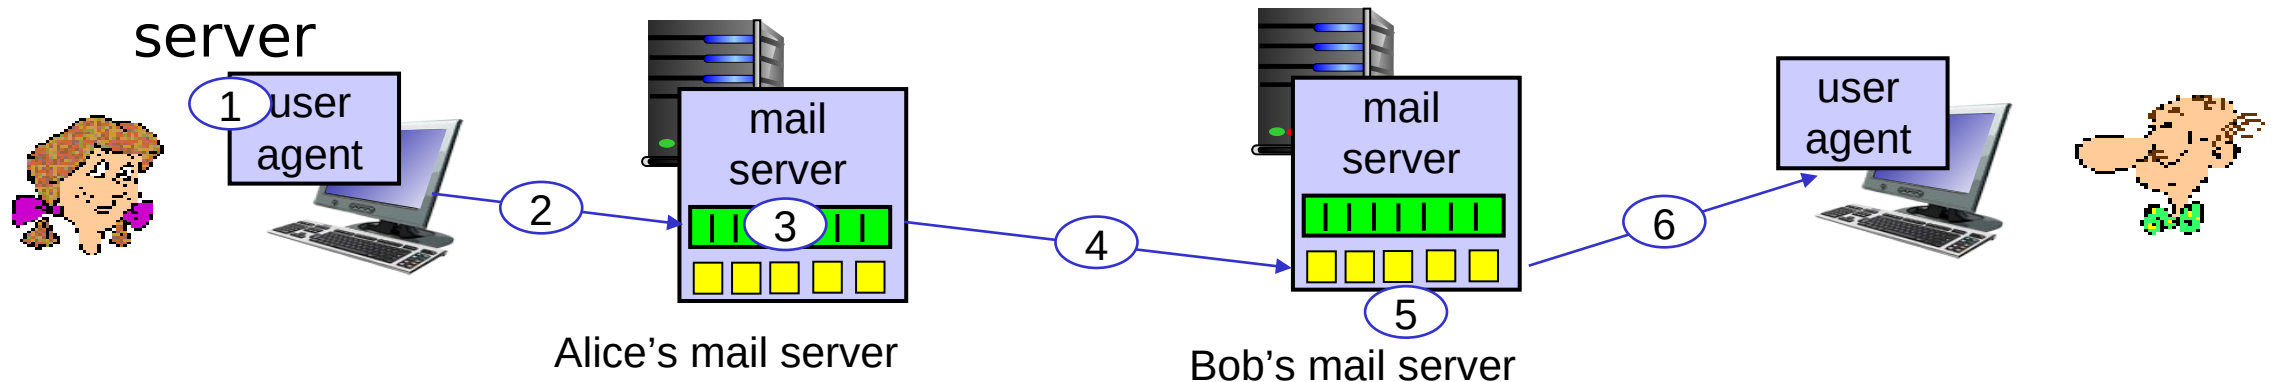 server
1
user
agent
2
mail
server
3
Alice’s mail server
4
mail
server
5
Bob’s mail server
6
user
agent